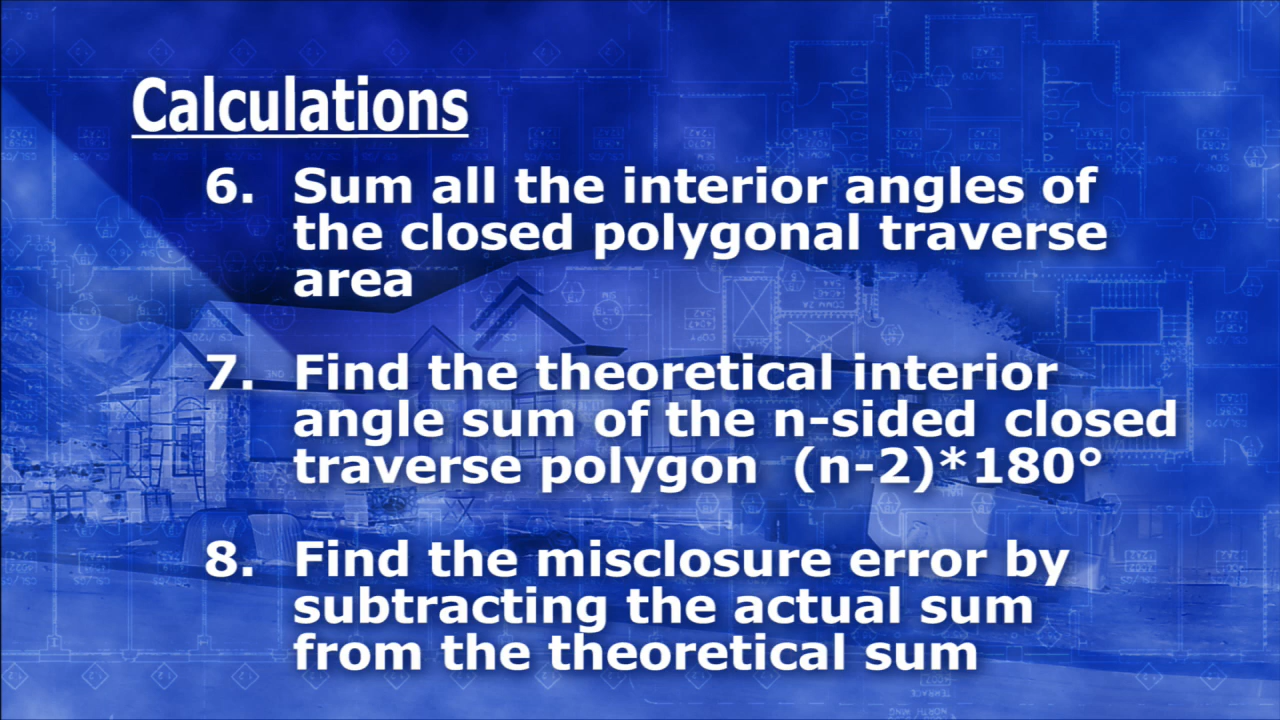 Calculations
6. Sum all the interior angles of
the closed polygonal traverse
area
7. Find the theoretical interior
angle sum of the n-sided closed
traverse polygon (n-2)*180°
8. Find the misclosure error by
subtracting the actual sum
from the theoretical sum